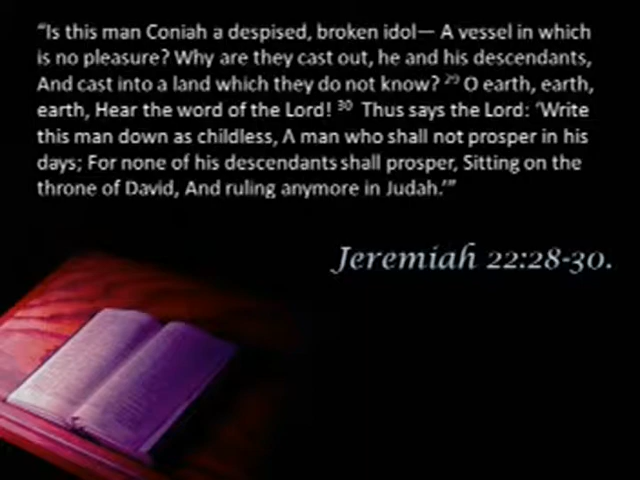 “Is this man Coniah a despised, broken idol— A vessel in which
is no pleasure? Why are they cast out, he and his descendants,
And cast into a land which they do not know? 29 O earth, earth,
earth, Hear the word of the Lord! 30 Thus says the Lord: ‘Write
this man down as childless, A man who shall not prosper in his
days; For none of his descendants shall prosper, Sitting on the
throne of David, And ruling anymore in Judah.’”
Jeremiah 22:28-30.